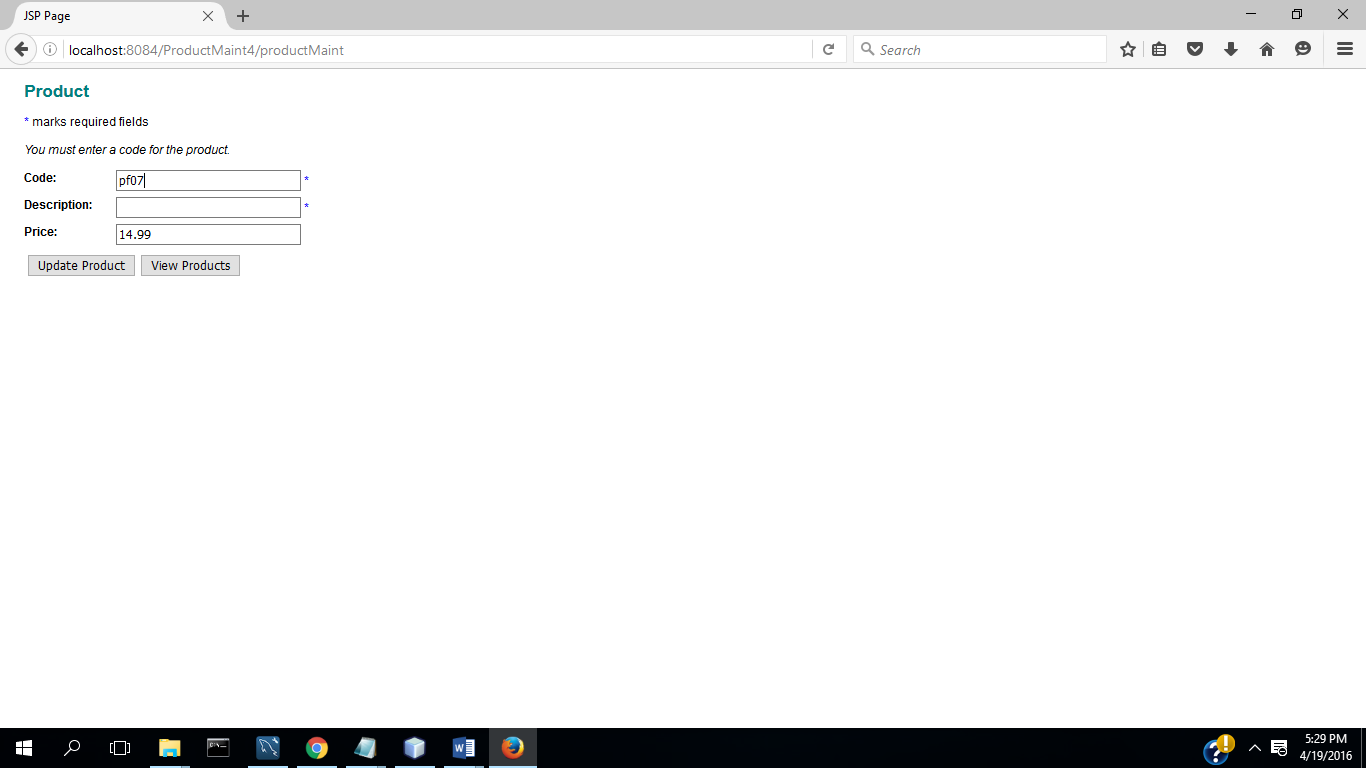 JSP Page
localhost:8084/ProductMaint4/productMaint
Search
Product
* marks required fields
You must enter a code for the product.
Code: pf07 *
Description: *
Price: 14.99
Update Product View Products
5:29 PM
4/19/2016